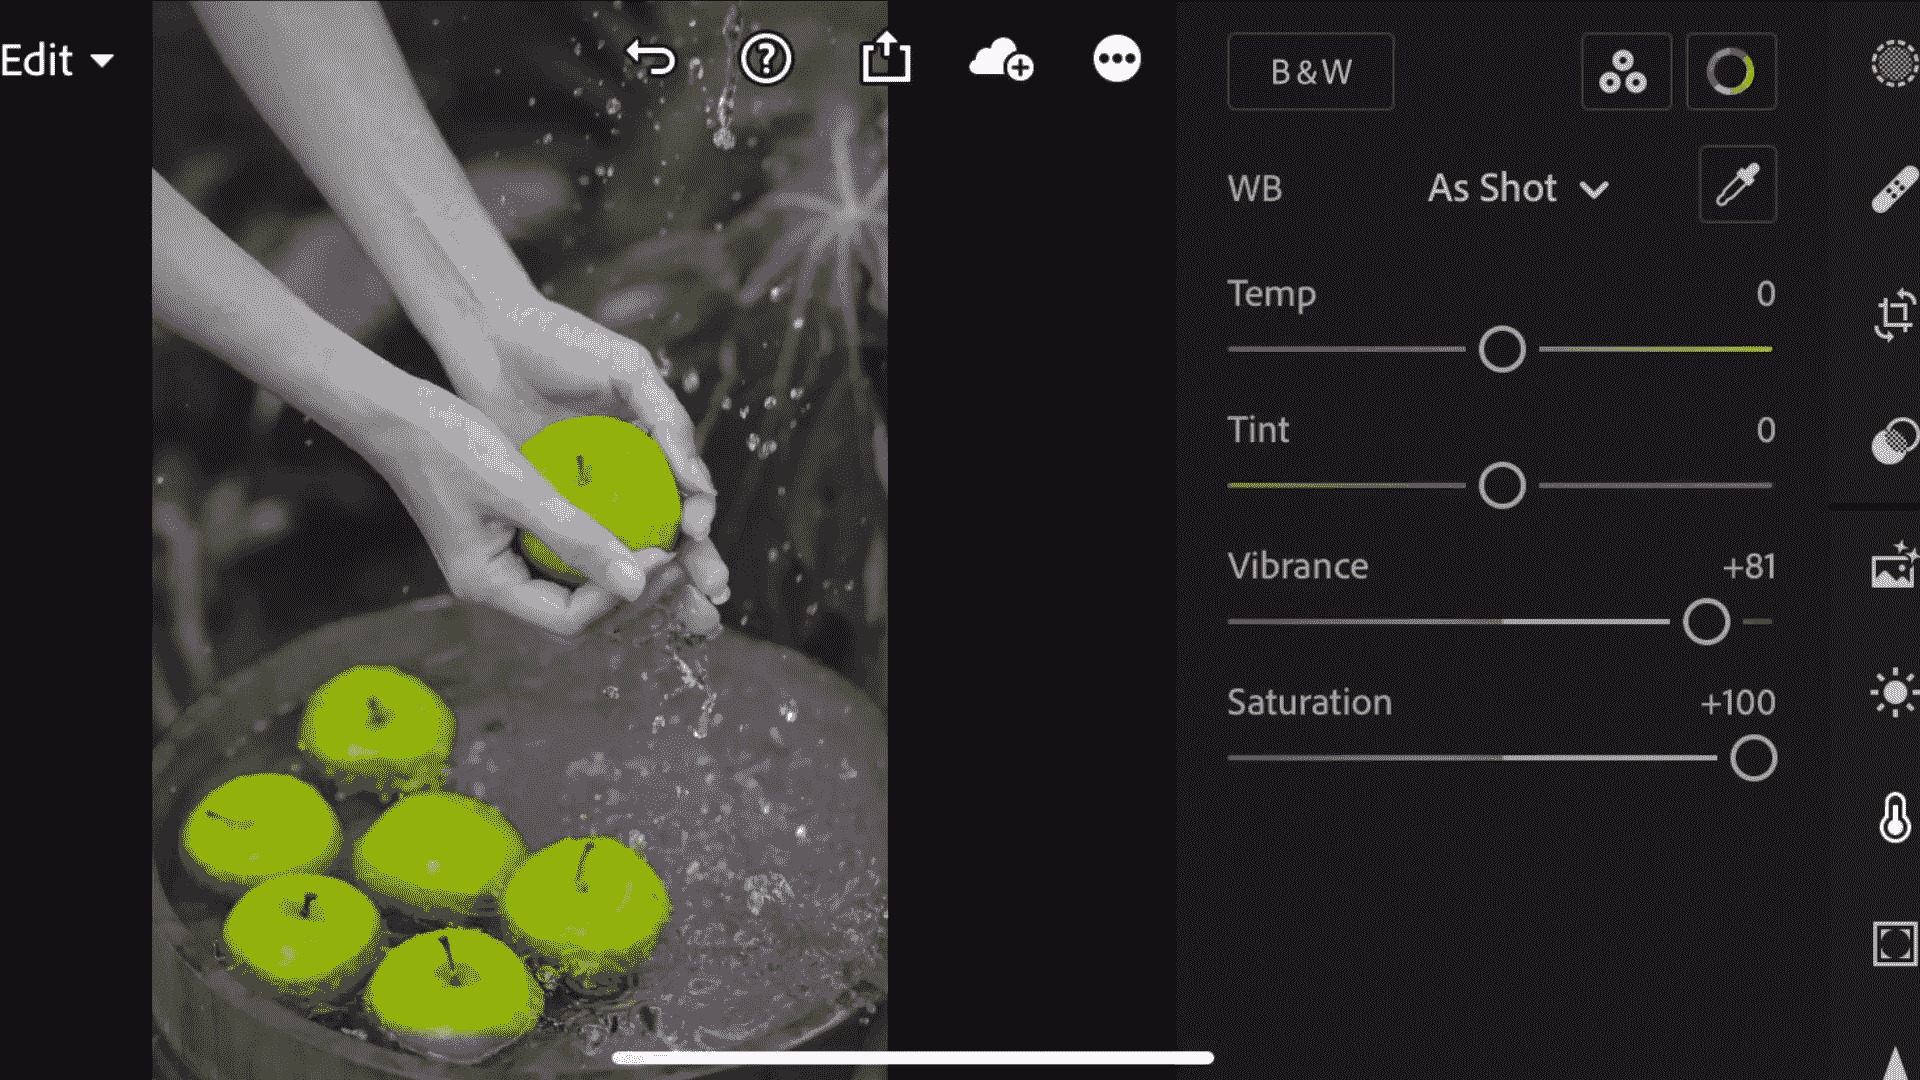 Edit
B&W
WB As Shot
Temp 0
Tint 0
Vibrance +81
Saturation +100